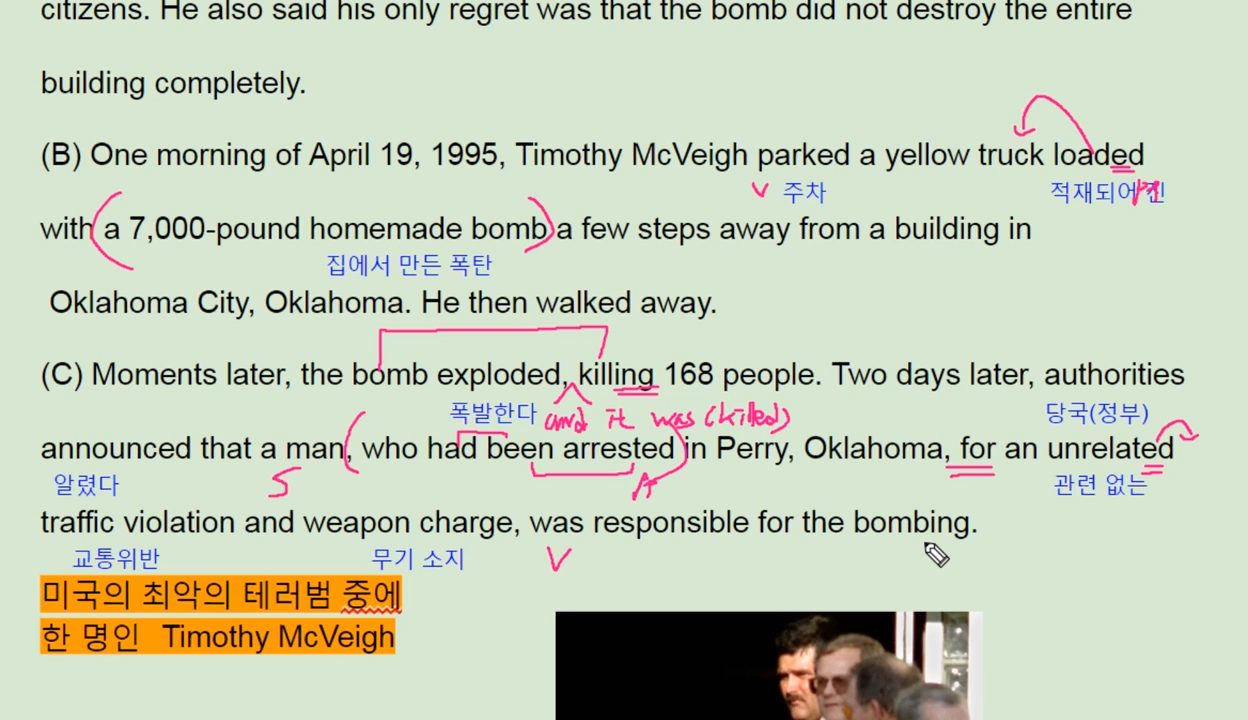 citizens. He also said his only regret was that the bomb did not destroy the entire
building completely.
(B) One morning of April 19, 1995, Timothy McVeigh parked a yellow truck loaded
V 주차 적재되어
with (a 7,000-pound homemade bomb) a few steps away from a building in
집에서 만든 폭탄
Oklahoma City, Oklahoma. He then walked away.
(C) Moments later, the bomb exploded, killing 168 people. Two days later, authorities
폭발한다 and it was (killed) 당국(정부)
announced that a man, (who had been arrested) in Perry, Oklahoma, for an unrelated
알렸다 S 관련 없는
traffic violation and weapon charge, was responsible for the bombing.
교통위반 무기 소지 V
미국의 최악의 테러범 중에
한 명인 Timothy McVeigh